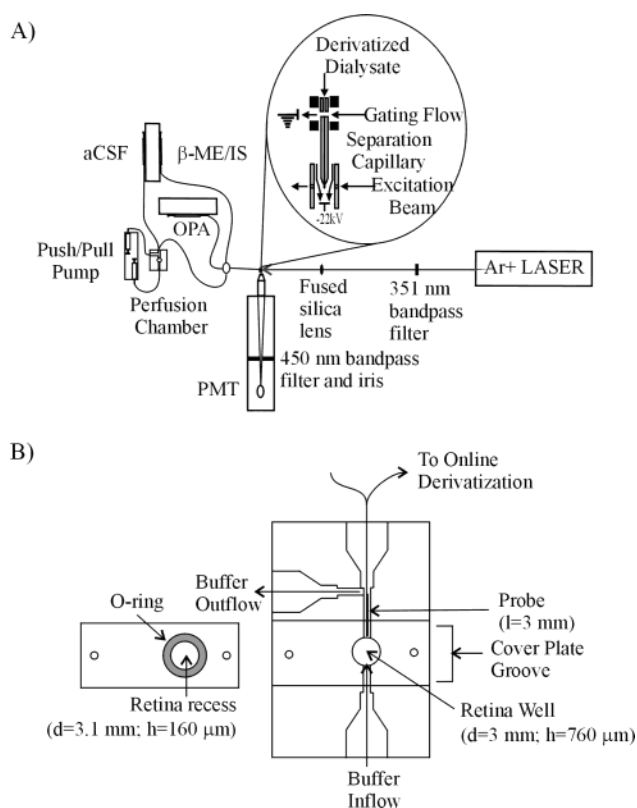 A)
Derivatized
Dialysate
Gating Flow
Separation
Capillary
Excitation
Beam
-22kV
aCSF
β-ME/IS
OPA
Push/Pull
Pump
Perfusion
Chamber
Fused
silica
lens
351 nm
bandpass
filter
Ar+ LASER
450 nm bandpass
filter and iris
PMT
B)
To Online
Derivatization
Buffer
Outflow
O-ring
Probe
(l=3 mm)
Cover Plate
Groove
Retina recess
(d=3.1 mm; h=160 μm)
Retina Well
(d=3 mm; h=760 μm)
Buffer
Inflow